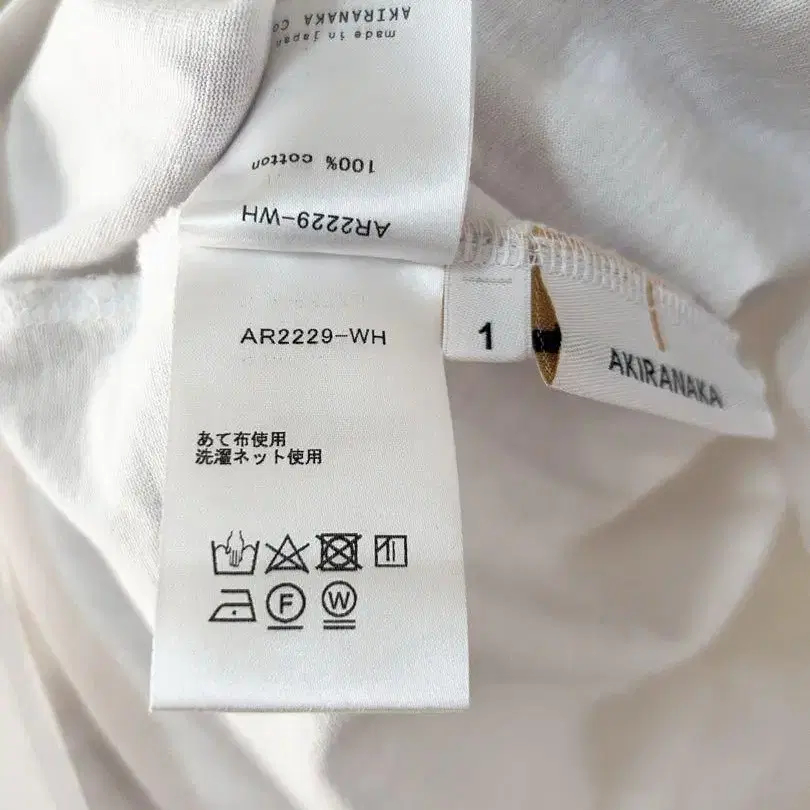 AR2229-WH
100% cotton
made in japan
AKIRANAKA Co
AR2229-WH
あて布使用
洗濯ネット使用
F W
1
AKIRANAKA